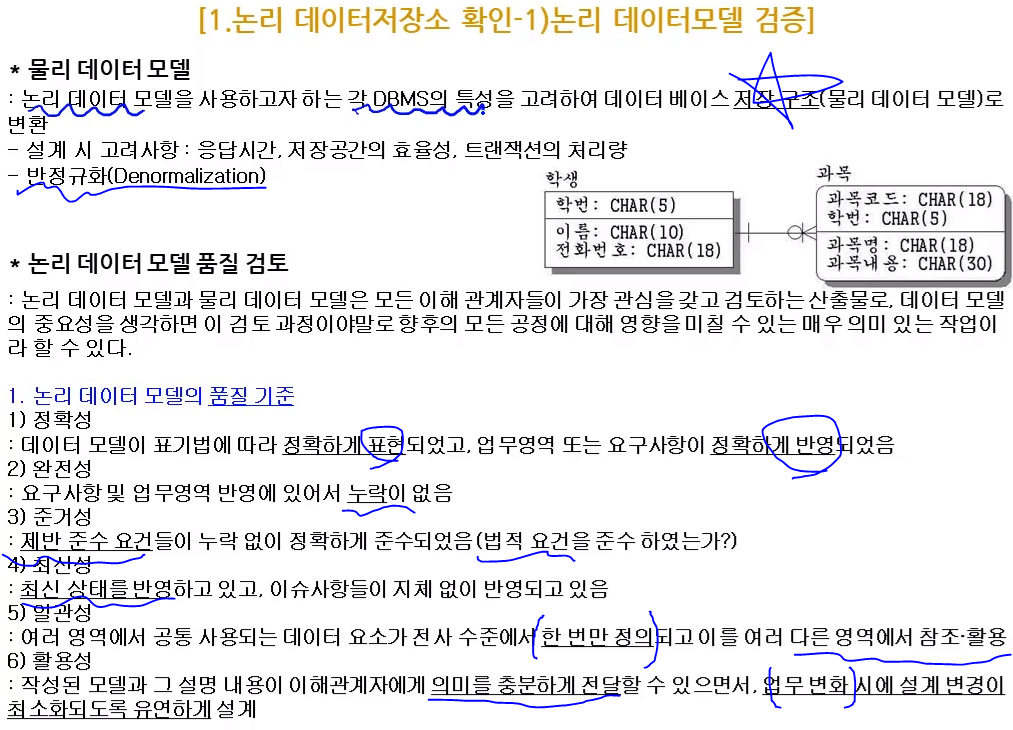 [1.논리 데이터저장소 확인-1)논리 데이터모델 검증]
* 물리 데이터 모델
: 논리 데이터 모델을 사용하고자 하는 각 DBMS의 특성을 고려하여 데이터 베이스 저장 구조(물리 데이터 모델)로
변환
- 설계 시 고려사항 : 응답시간, 저장공간의 효율성, 트랜잭션의 처리량
- 반정규화(Denormalization)
학생
학번: CHAR(5)
이름: CHAR(10)
전화번호: CHAR(18)
과목
과목코드: CHAR(18)
학번: CHAR(5)
과목명: CHAR(18)
과목내용: CHAR(30)
* 논리 데이터 모델 품질 검토
: 논리 데이터 모델과 물리 데이터 모델은 모든 이해 관계자들이 가장 관심을 갖고 검토하는 산출물로, 데이터 모델
의 중요성을 생각하면 이 검토 과정이야말로 향후의 모든 공정에 대해 영향을 미칠 수 있는 매우 의미 있는 작업이
라 할 수 있다.
1. 논리 데이터 모델의 품질 기준
1) 정확성
: 데이터 모델이 표기법에 따라 정확하게 표현되었고, 업무영역 또는 요구사항이 정확하게 반영되었음
2) 완전성
: 요구사항 및 업무영역 반영에 있어서 누락이 없음
3) 준거성
: 제반 준수 요건들이 누락 없이 정확하게 준수되었음(법적 요건을 준수 하였는가?)
4) 최신성
: 최신 상태를 반영하고 있고, 이슈사항들이 지체 없이 반영되고 있음
5) 일관성
: 여러 영역에서 공통 사용되는 데이터 요소가 전사 수준에서 한 번만 정의되고 이를 여러 다른 영역에서 참조·활용
6) 활용성
: 작성된 모델과 그 설명 내용이 이해관계자에게 의미를 충분하게 전달할 수 있으면서, 업무 변화 시에 설계 변경이
최소화되도록 유연하게 설계